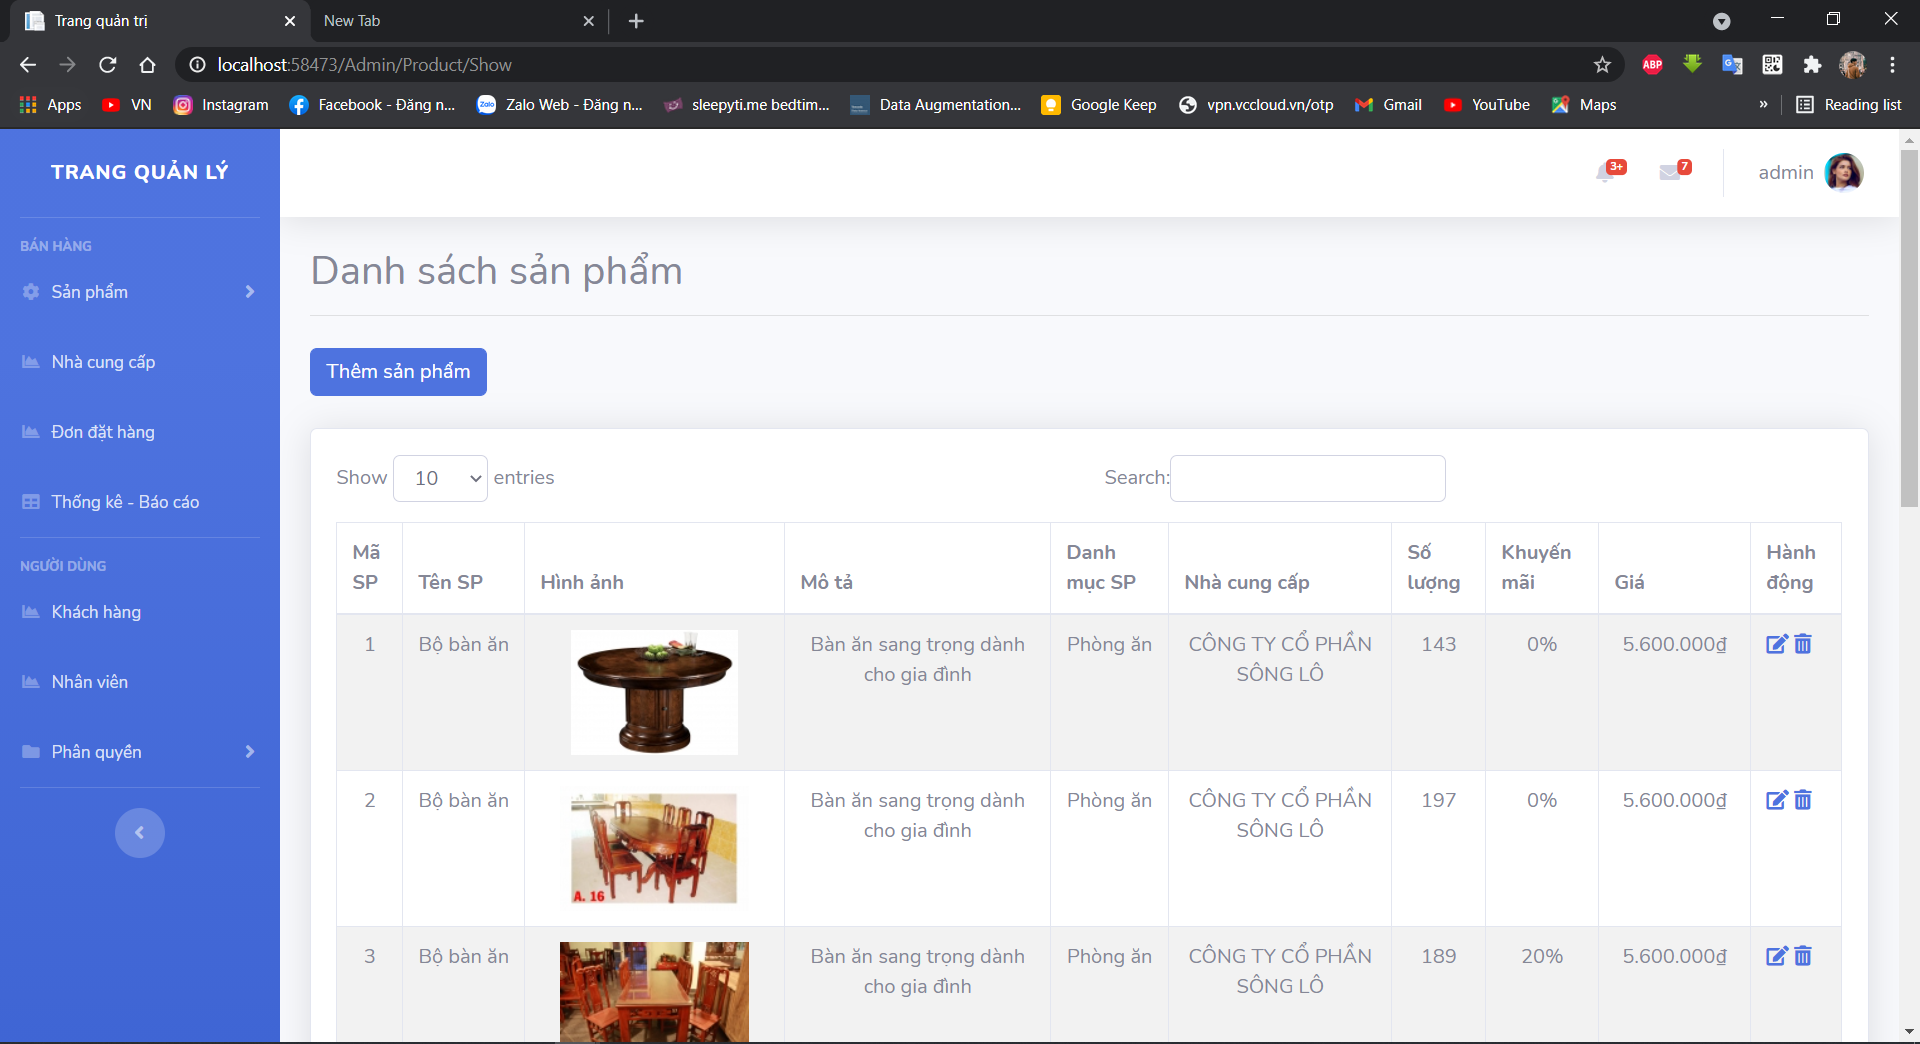 Trang quản trị
New Tab
localhost:58473/Admin/Product/Show
ABP
Apps
VN
Instagram
Facebook - Đăng n...
Zalo Web - Đăng n...
sleepyti.me bedtim...
Data Augmentation...
Google Keep
vpn.vccloud.vn/otp
Gmail
YouTube
Maps
»
Reading list
TRANG QUẢN LÝ
3+
7
admin
BÁN HÀNG
Sản phẩm
Nhà cung cấp
Đơn đặt hàng
Thống kê - Báo cáo
NGƯỜI DÙNG
Khách hàng
Nhân viên
Phân quyền
Danh sách sản phẩm
Thêm sản phẩm
Show 10 entries
Search:
Mã SP
Tên SP
Hình ảnh
Mô tả
Danh mục SP
Nhà cung cấp
Số lượng
Khuyến mãi
Giá
Hành động
1 Bộ bàn ăn Bàn ăn sang trọng dành Phòng ăn CÔNG TY CỔ PHẦN 143 0% 5.600.000₫
cho gia đình SÔNG LÔ
2 Bộ bàn ăn Bàn ăn sang trọng dành Phòng ăn CÔNG TY CỔ PHẦN 197 0% 5.600.000₫
cho gia đình SÔNG LÔ
A. 16
3 Bộ bàn ăn Bàn ăn sang trọng dành Phòng ăn CÔNG TY CỔ PHẦN 189 20% 5.600.000₫
cho gia đình SÔNG LÔ